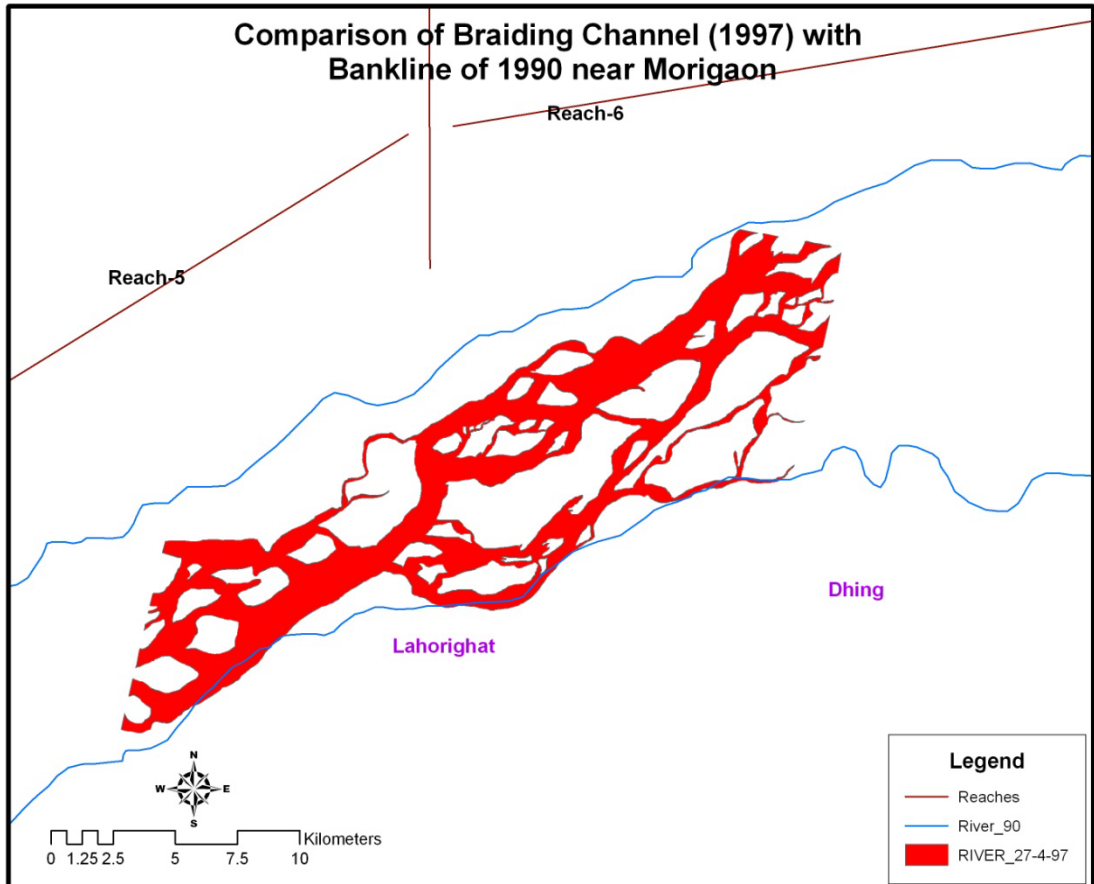 Comparison of Braiding Channel (1997) with
Bankline of 1990 near Morigaon
Reach-6
Reach-5
Dhing
Lahorighat
N
W E
S
Kilometers
0 1.25 2.5 5 7.5 10
Legend
Reaches
River_90
RIVER_27-4-97